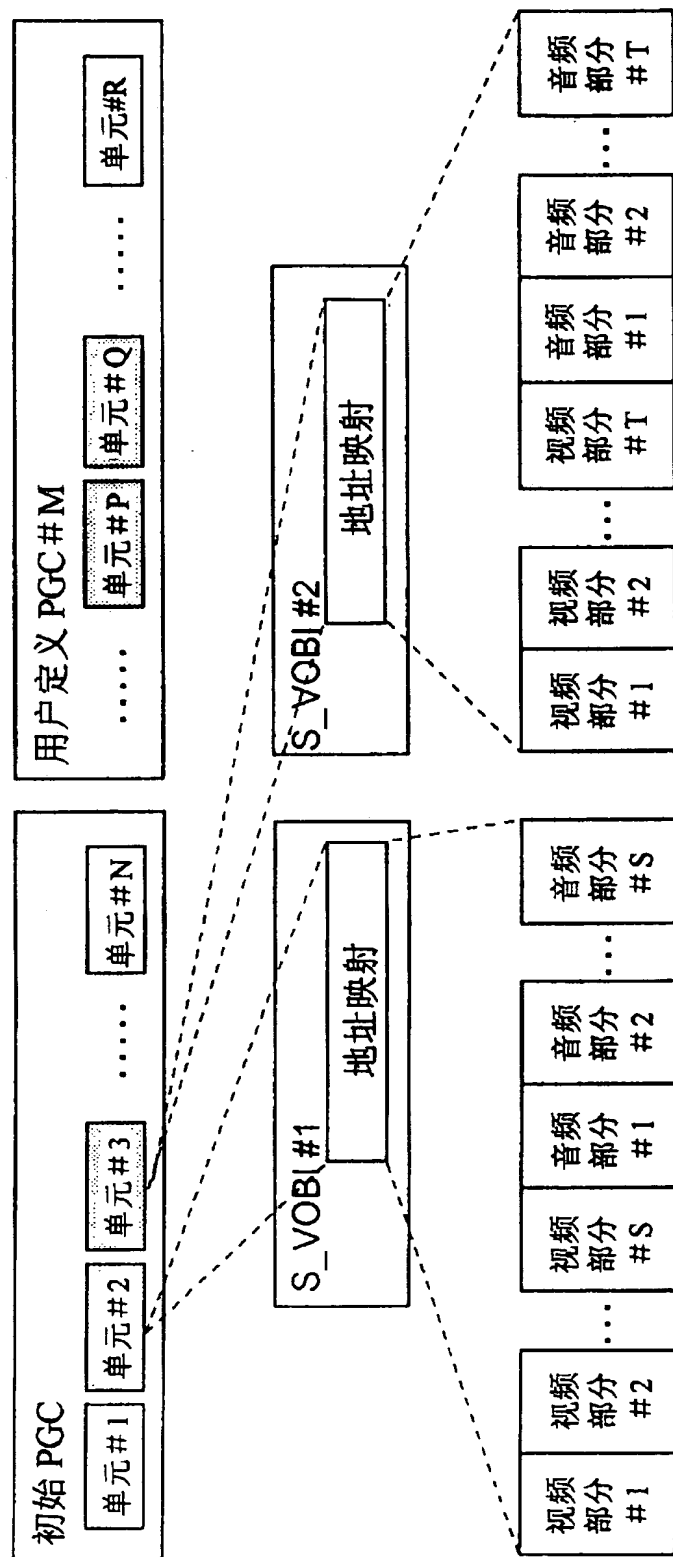 初始 PGC
单元#1
单元#2
单元#3
.....
单元#N
用户定义 PGC#M
.....
单元#P
单元#Q
.....
单元#R
S_VOBI #1
地址映射
S_VOBI #2
地址映射
视频
部分
#1
视频
部分
#2
...
视频
部分
#S
音频
部分
#1
音频
部分
#2
...
音频
部分
#S
视频
部分
#1
视频
部分
#2
...
视频
部分
#T
音频
部分
#1
音频
部分
#2
...
音频
部分
#T